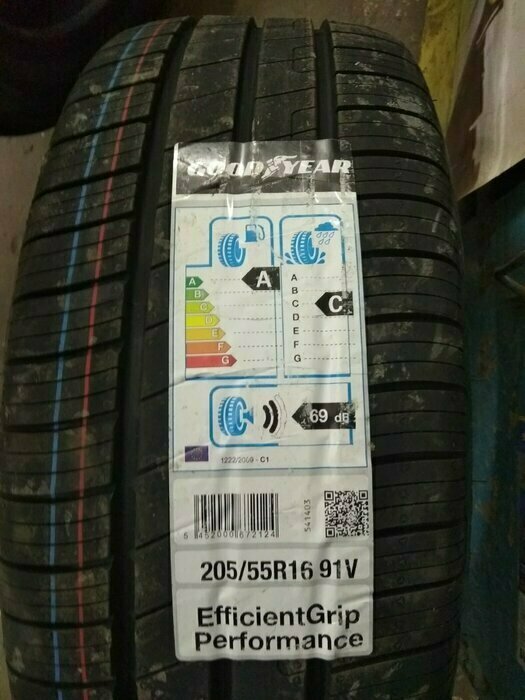 GOODYEAR
A
B
C
D
E
F
G
A
A
B
C
D
E
F
G
C
69 dB
1222/2009 - C1
5 452000 672124
541403
205/55R16 91V
EfficientGrip
Performance